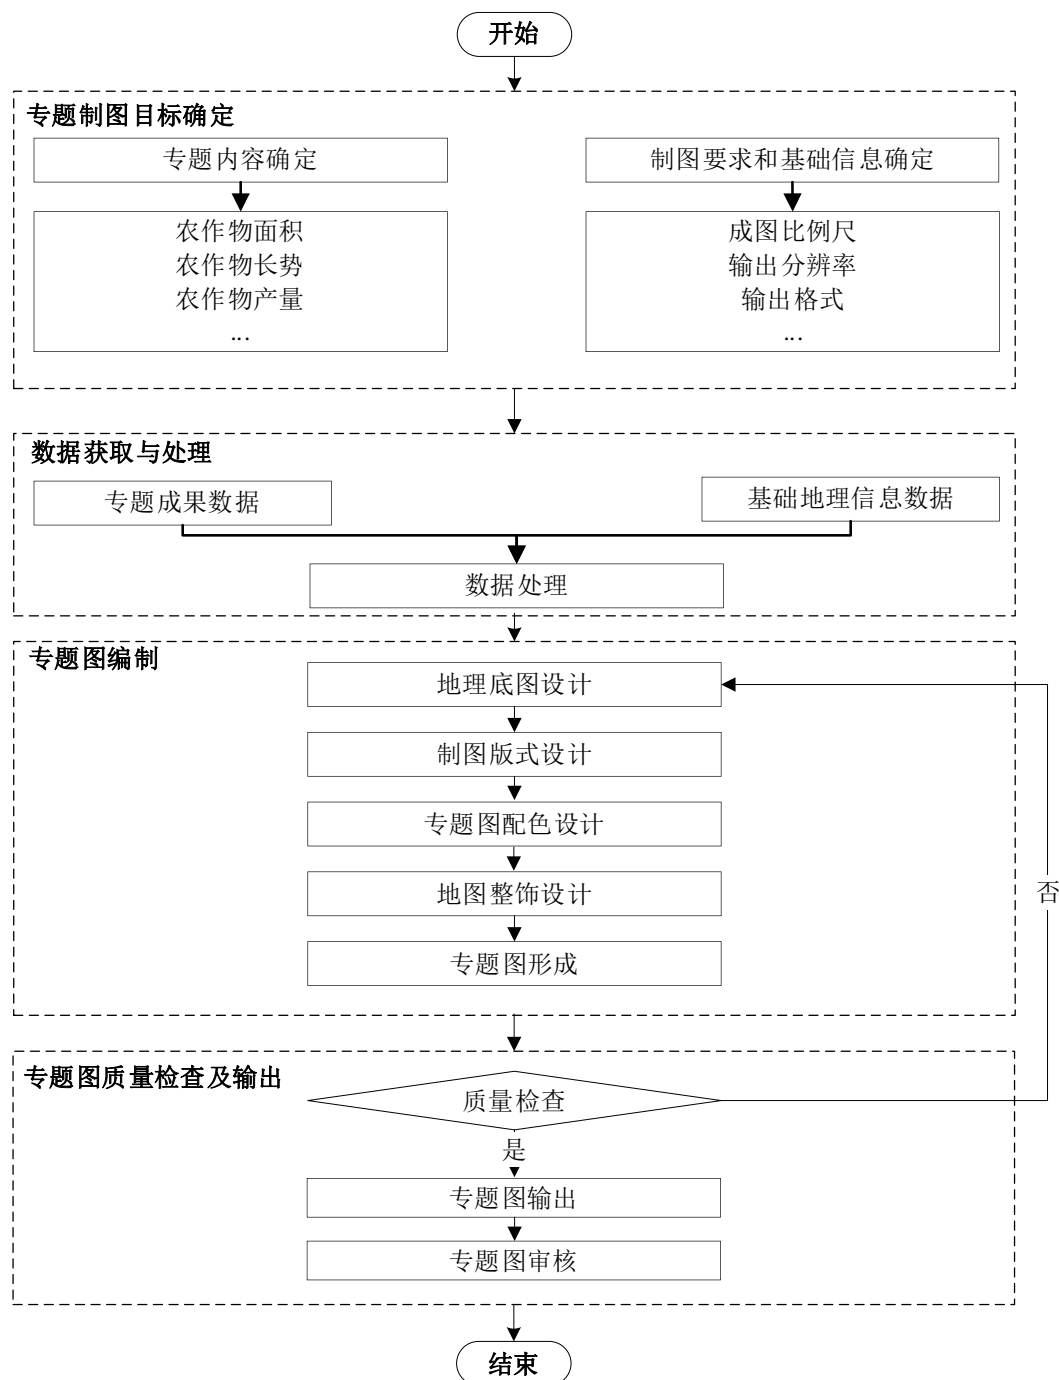 开始
专题制图目标确定
专题内容确定
制图要求和基础信息确定
农作物面积
农作物长势
农作物产量
...
成图比例尺
输出分辨率
输出格式
...
数据获取与处理
专题成果数据
基础地理信息数据
数据处理
专题图编制
地理底图设计
制图版式设计
专题图配色设计
地图整饰设计
专题图形成
否
专题图质量检查及输出
质量检查
是
专题图输出
专题图审核
结束